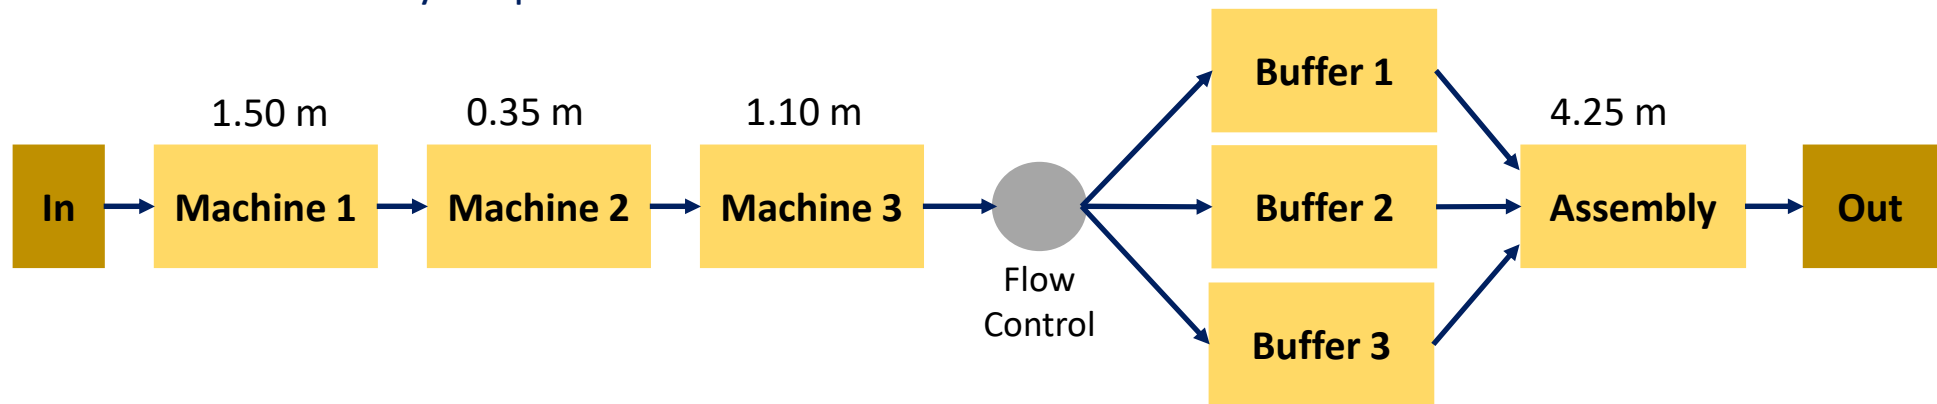 1.50 m
0.35 m
1.10 m
4.25 m
In
Machine 1
Machine 2
Machine 3
Flow
Control
Buffer 1
Buffer 2
Buffer 3
Assembly
Out